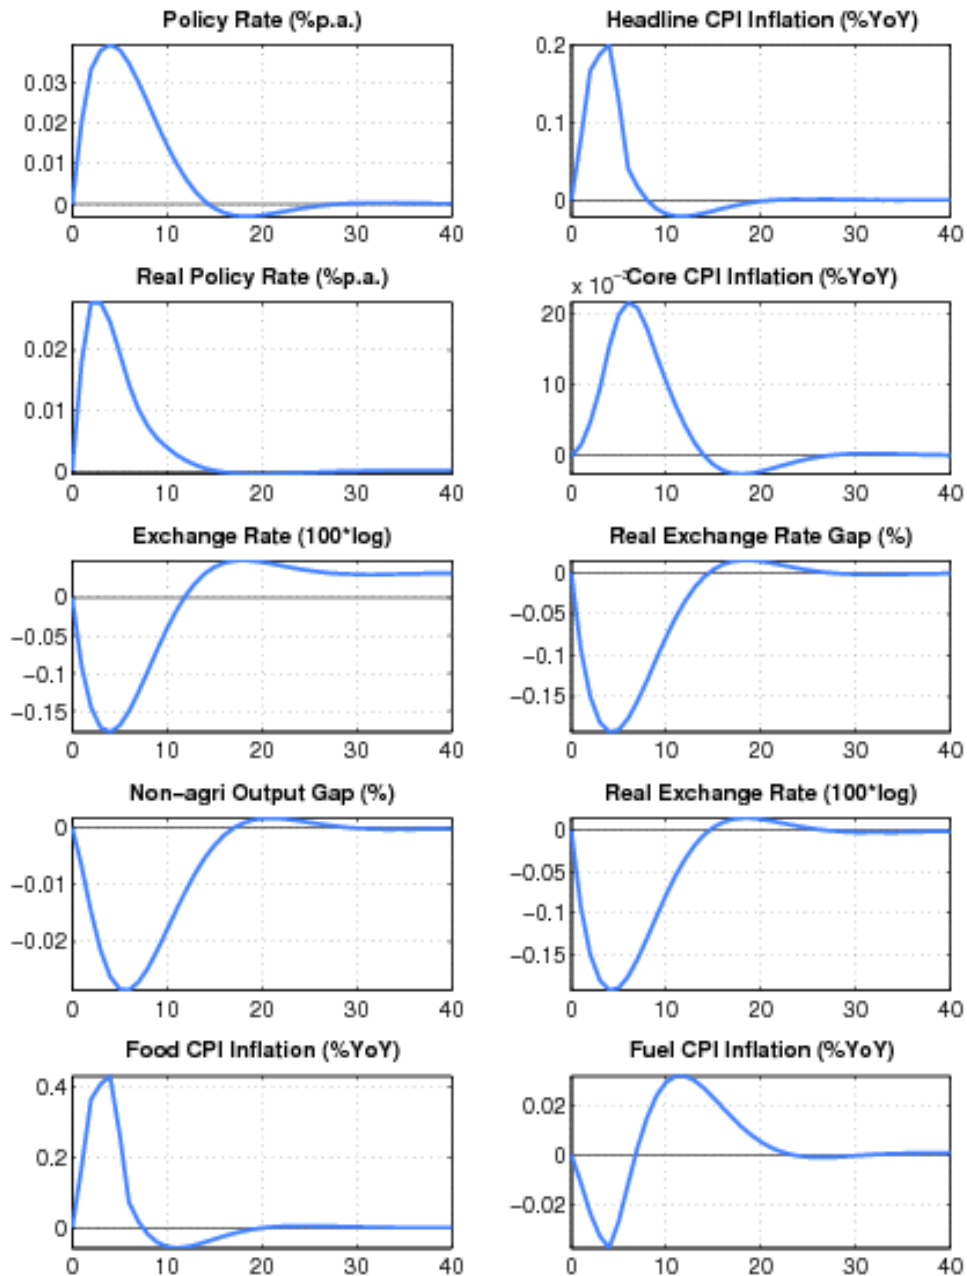 Policy Rate (%p.a.)
Headline CPI Inflation (%YoY)
0.03
0.02
0.01
0
0 10 20 30 40
0.2
0.1
0
0 10 20 30 40
Real Policy Rate (%p.a.)
x 10
Core CPI Inflation (%YoY)
0.02
0.01
0
0 10 20 30 40
20
10
0
0 10 20 30 40
Exchange Rate (100*log)
Real Exchange Rate Gap (%)
0
−0.05
−0.1
−0.15
0 10 20 30 40
0
−0.05
−0.1
−0.15
0 10 20 30 40
Non−agri Output Gap (%)
Real Exchange Rate (100*log)
0
−0.01
−0.02
0 10 20 30 40
0
−0.05
−0.1
−0.15
0 10 20 30 40
Food CPI Inflation (%YoY)
Fuel CPI Inflation (%YoY)
0.4
0.2
0
0 10 20 30 40
0.02
0
−0.02
0 10 20 30 40